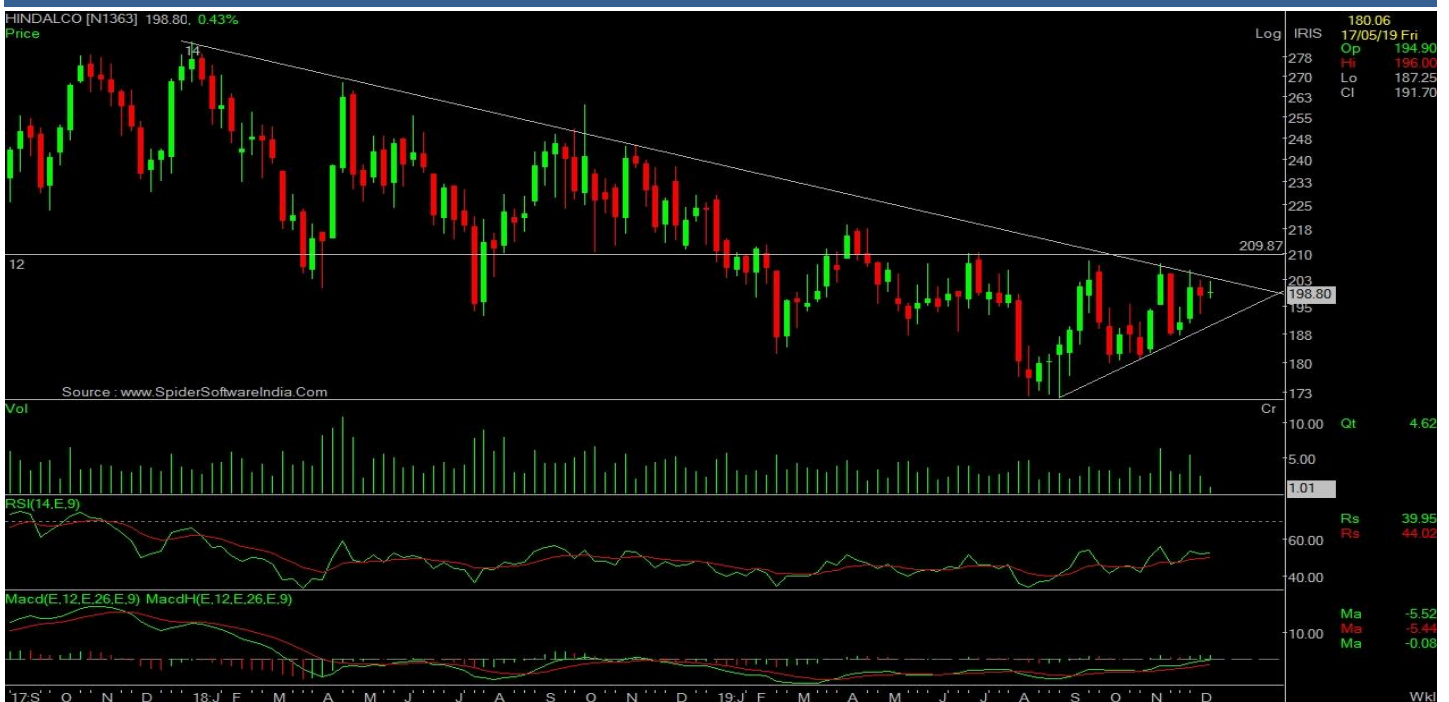 HINDALCO [N1363] 198.80, 0.43%
Price
Log
IRIS
180.06
17/05/19 Fri
Op 194.90
Hi 196.00
Lo 187.25
Cl 191.70
14
278
270
263
255
248
240
233
225
218
209.87
210
12
203
198.80
195
188
180
173
Source : www.SpiderSoftwareIndia.Com
Vol
Cr
10.00
Qt 4.62
5.00
1.01
RSI(14,E,9)
Rs 39.95
Rs 44.02
60.00
40.00
Macd(E,12,E,26,E,9) MacdH(E,12,E,26,E,9)
Ma -5.52
Ma -5.44
Ma -0.08
10.00
'17:S O N D 18:J F M A M J J A S O N D 19:J F M A M J J A S O N D
Wkl